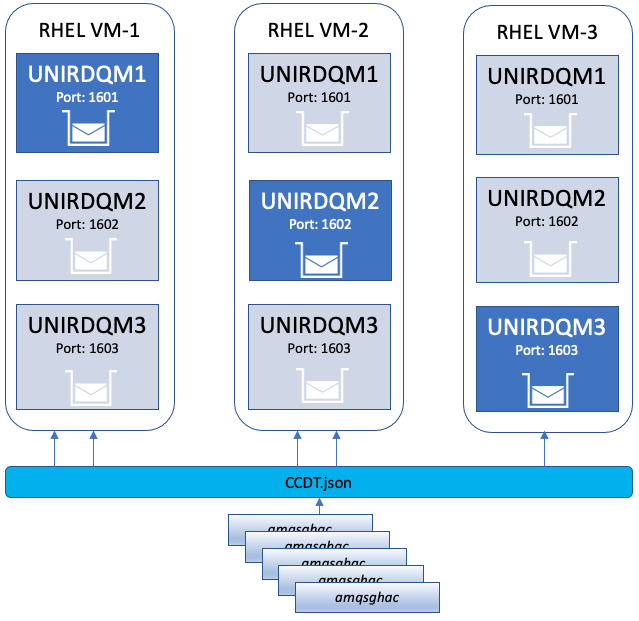 RHEL VM-1
UNIRDQM1
Port: 1601
UNIRDQM2
Port: 1602
UNIRDQM3
Port: 1603
RHEL VM-2
UNIRDQM1
Port: 1601
UNIRDQM2
Port: 1602
UNIRDQM3
Port: 1603
RHEL VM-3
UNIRDQM1
Port: 1601
UNIRDQM2
Port: 1602
UNIRDQM3
Port: 1603
CCDT.json
amqsghac
amqsghac
amqsghac
amqsghac
amqsghac